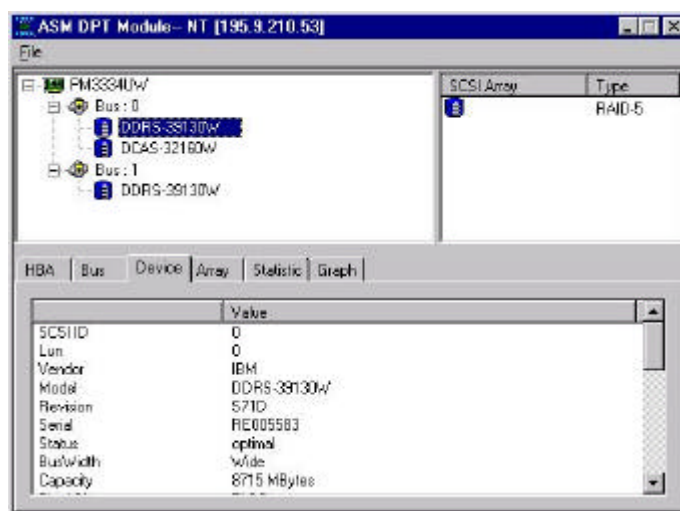 ASM DPT Module-- NT [195.9.210.53]
File
PM3334UW
Bus : 0
DDRS-39130W
DCAS-32160W
Bus : 1
DDRS-39130W
SCSI Array Type
RAID-5
HBA Bus Device Array Statistic Graph
Value
SCSI ID 0
Lun 0
Vendor IBM
Model DDRS-39130W
Revision S71D
Serial RE005583
Status optimal
BusWidth Wide
Capacity 8715 MBytes